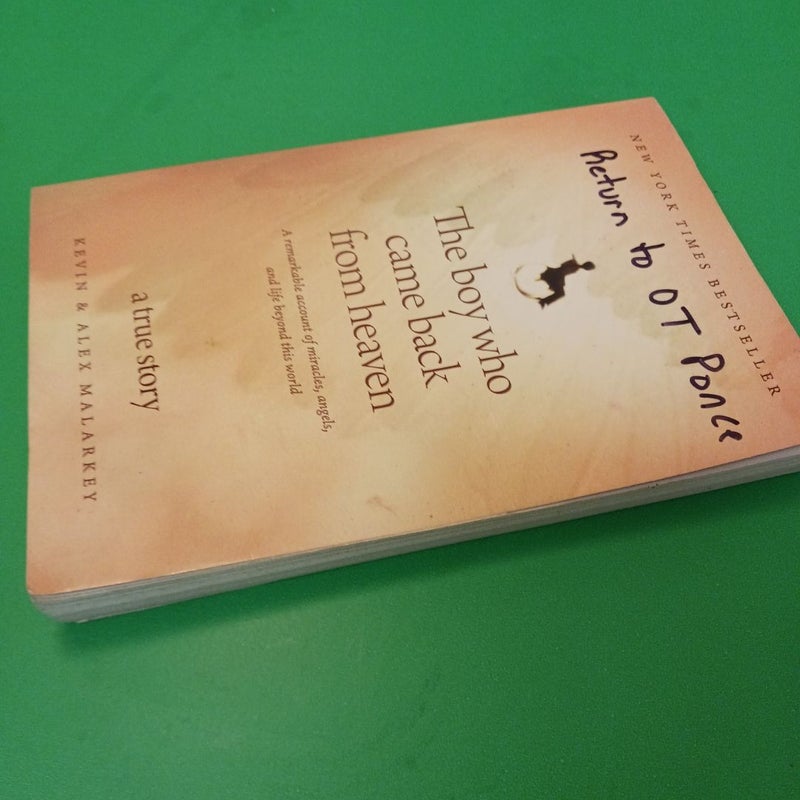 NEW YORK TIMES BESTSELLER
Return to OT Ponce
The boy who
came back
from heaven
A remarkable account of miracles, angels,
and life beyond this world
a true story
KEVIN & ALEX MALARKEY